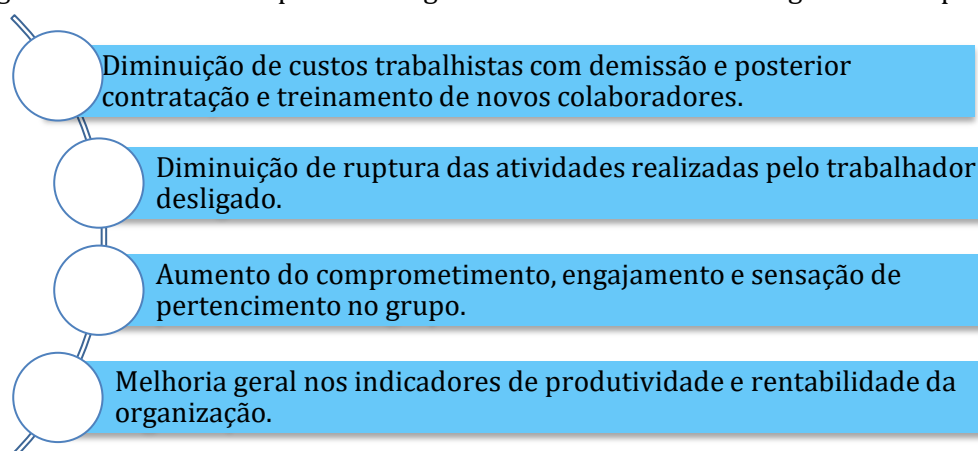 Diminuição de custos trabalhistas com demissão e posterior
contratação e treinamento de novos colaboradores.
Diminuição de ruptura das atividades realizadas pelo trabalhador
desligado.
Aumento do comprometimento, engajamento e sensação de
pertencimento no grupo.
Melhoria geral nos indicadores de produtividade e rentabilidade da
organização.